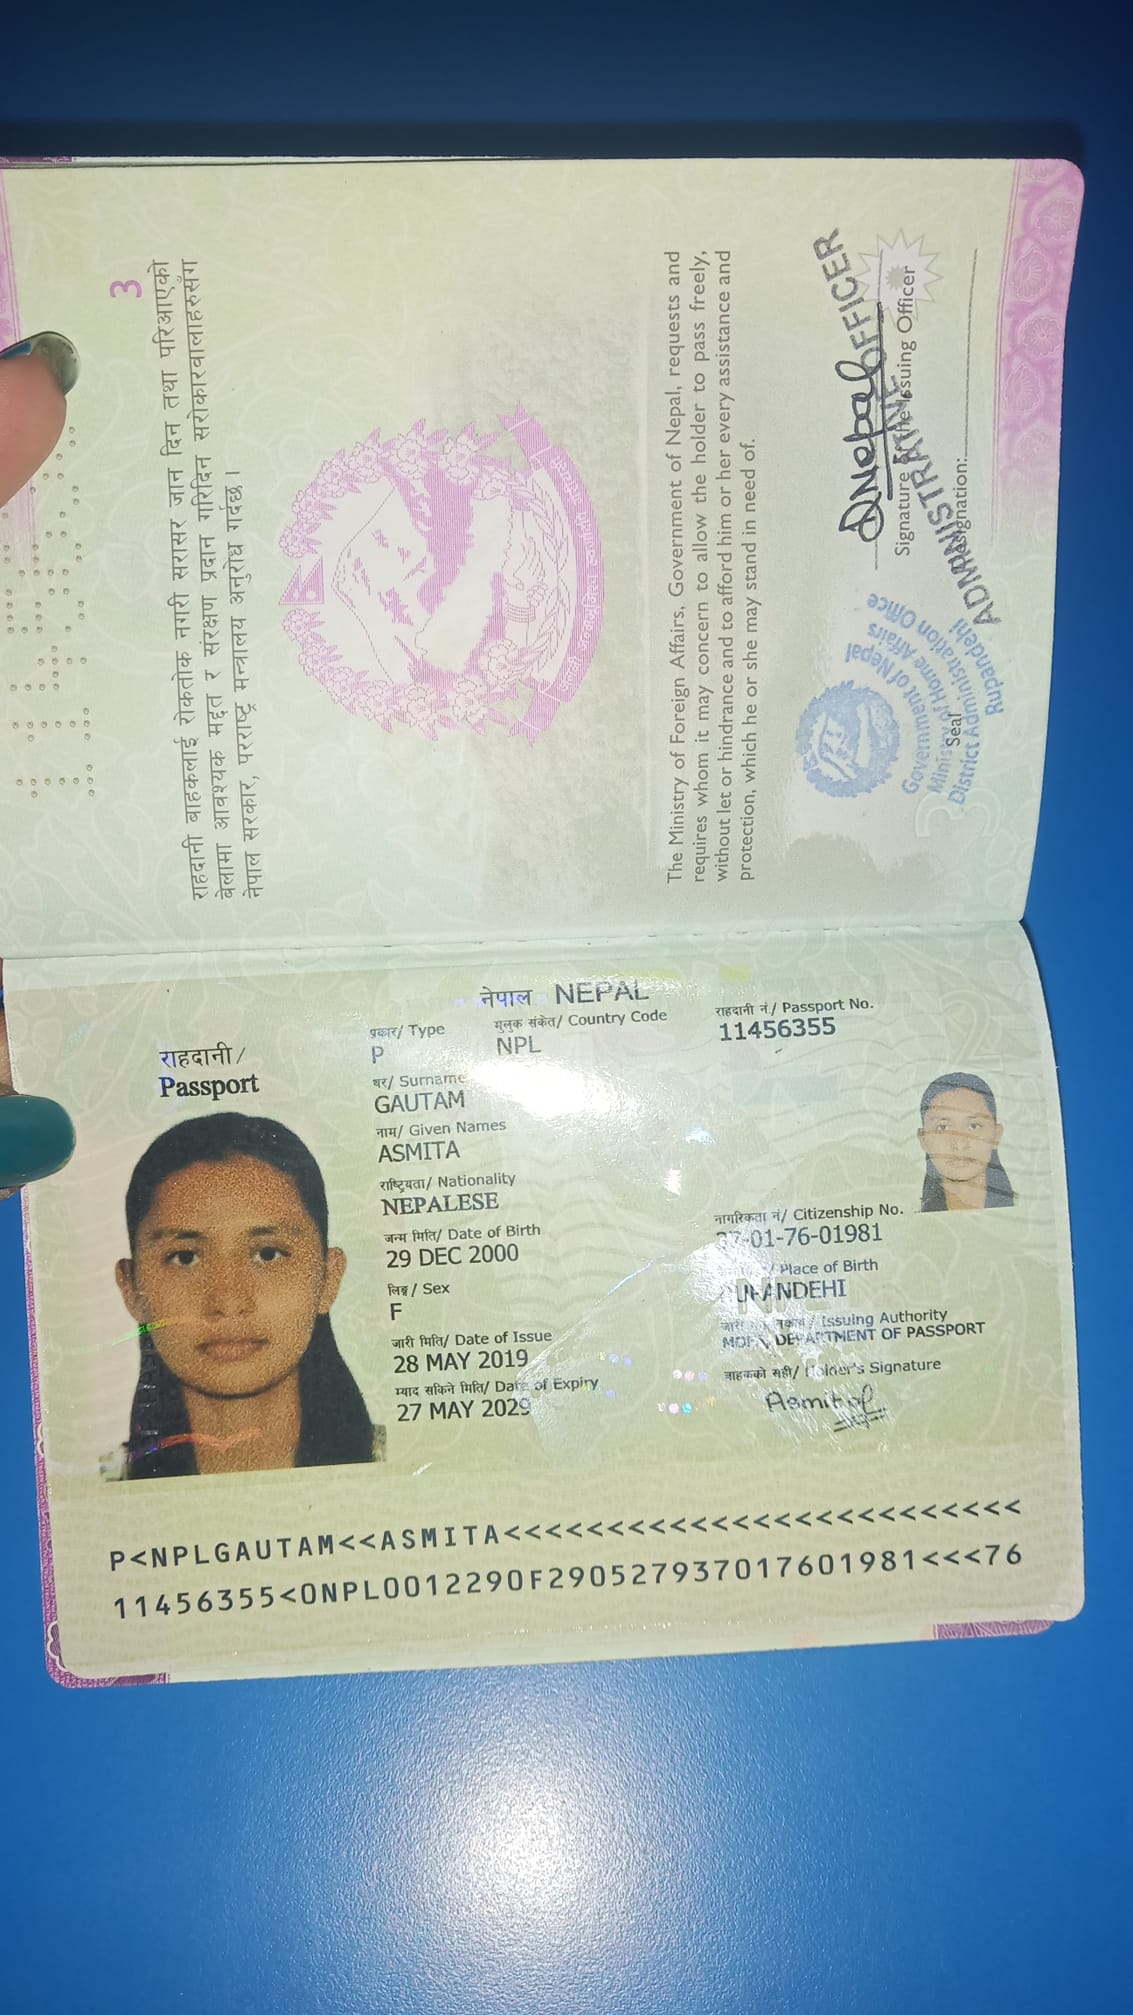 3
राहदानी बाहकलाई रोकतोक नगरी सरासर जान दिन तथा परिआएको
बेलामा आवश्यक मद्दत र संरक्षण प्रदान गरिदिन सरोकारवालाहरुसँग
नेपाल सरकार, परराष्ट्र मन्त्रालय अनुरोध गर्दछ ।
The Ministry of Foreign Affairs, Government of Nepal, requests and
requires whom it may concern to allow the holder to pass freely,
without let or hindrance and to afford him or her every assistance and
protection, which he or she may stand in need of.
Signature of the Issuing Officer
ADMINISTRATIVE OFFICER
Designation:
Government of Nepal
Ministry of Home Affairs
District Administration Office
Rupandehi
Seal
नेपाल NEPAL
राहदानी/
Passport
प्रकार/ Type
मुलुक संकेत/ Country Code
राहदानी नं./ Passport No.
P
NPL
11456355
थर/ Surname
GAUTAM
नाम/ Given Names
ASMITA
राष्ट्रियता/ Nationality
NEPALESE
नागरिकता नं/ Citizenship No.
-01-76-01981
जन्म मिति/ Date of Birth
29 DEC 2000
/ Place of Birth
ANDEHI
लिङ्ग / Sex
F
/ Issuing Authority
MOFA, DEPARTMENT OF PASSPORT
जारी मिति/ Date of Issue
28 MAY 2019
वाहकको सही/ Holder's Signature
Asmita
म्याद सकिने मिति/ Date of Expiry
27 MAY 2029
P<NPLGAUTAM<<ASMITA<<<<<<<<<<<<<<<<<<<<<<<<<
11456355<0NPL0012290F290527937017601981<<<76